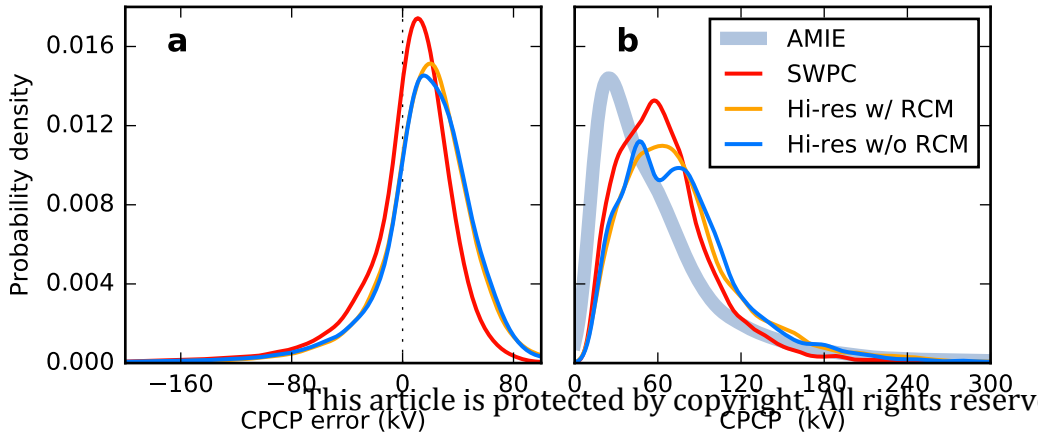 a
b
AMIE
SWPC
Hi-res w/ RCM
Hi-res w/o RCM
Probability density
0.016
0.012
0.008
0.004
0.000
−160
−80
0
80
0
60
120
180
240
300
CPCP error (kV)
CPCP (kV)
This article is protected by copyright. All rights reserv